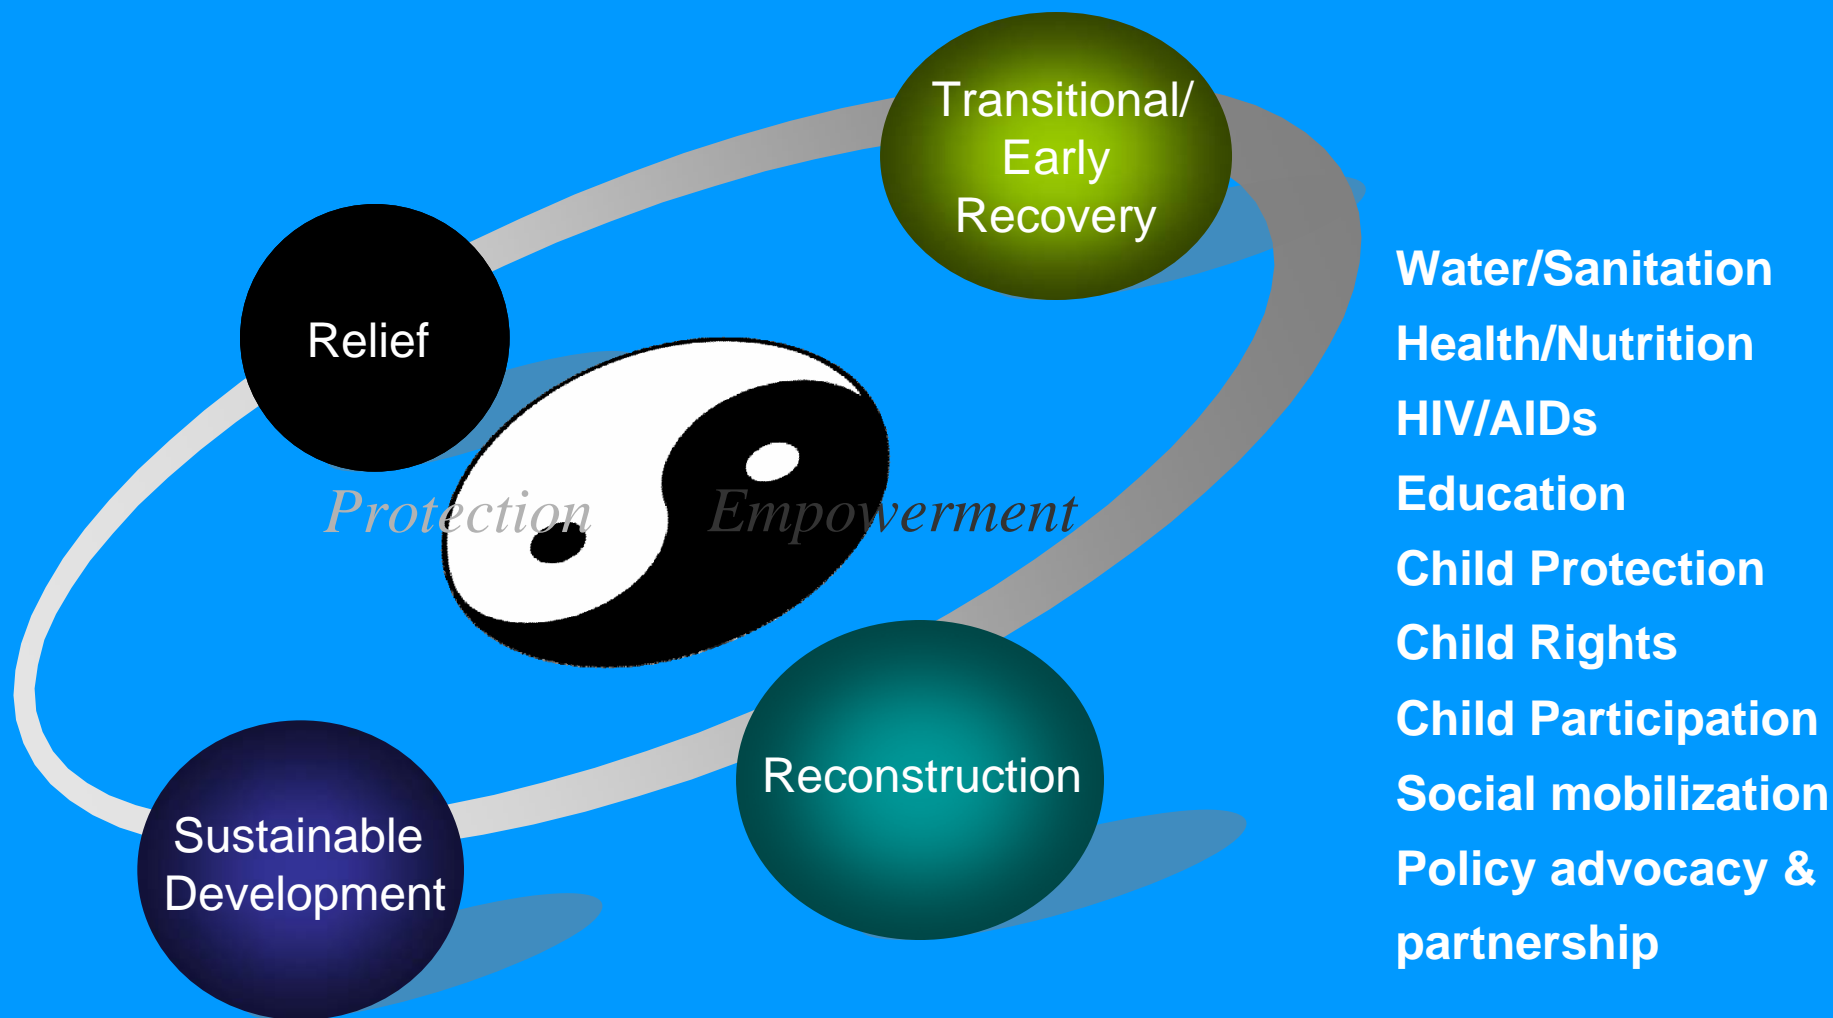 Transitional/
Early
Recovery
Relief
Protection
Empowerment
Reconstruction
Sustainable
Development
Water/Sanitation
Health/Nutrition
HIV/AIDs
Education
Child Protection
Child Rights
Child Participation
Social mobilization
Policy advocacy &
partnership